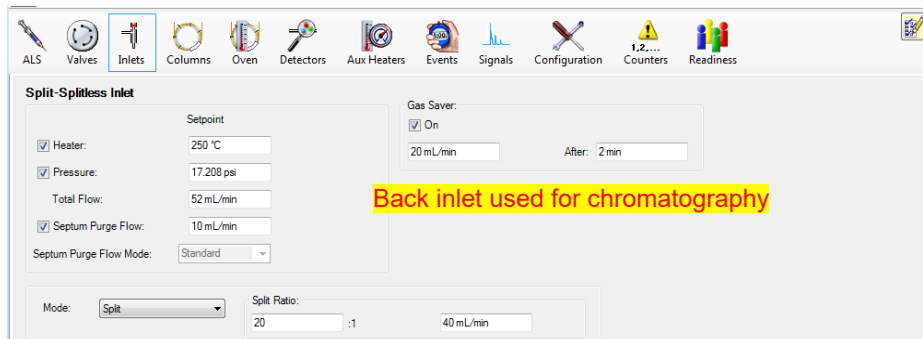 ALS Valves Inlets Columns Oven Detectors Aux Heaters Events Signals Configuration 1,2,... Counters Readiness
Split-Splitless Inlet
Setpoint
Heater: 250 °C
Pressure: 17.208 psi
Total Flow: 52 mL/min
Septum Purge Flow: 10 mL/min
Septum Purge Flow Mode: Standard
Gas Saver:
On
20 mL/min After: 2 min
Back inlet used for chromatography
Mode: Split
Split Ratio:
20 :1 40 mL/min